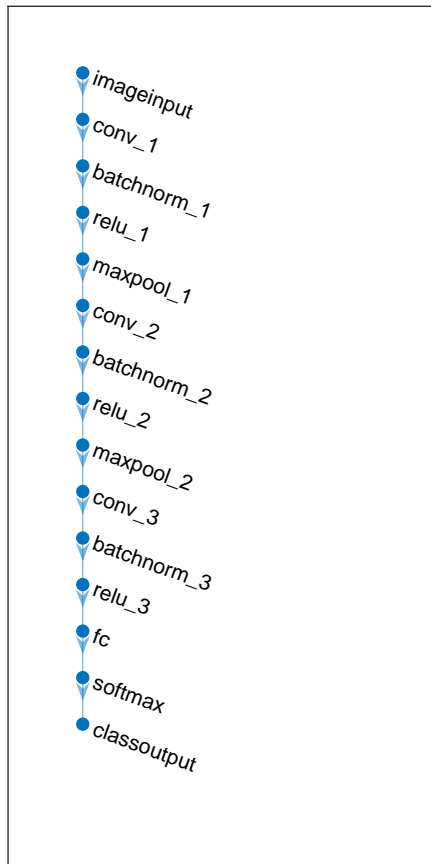 imageinput
conv_1
batchnorm_1
relu_1
maxpool_1
conv_2
batchnorm_2
relu_2
maxpool_2
conv_3
batchnorm_3
relu_3
fc
softmax
classoutput